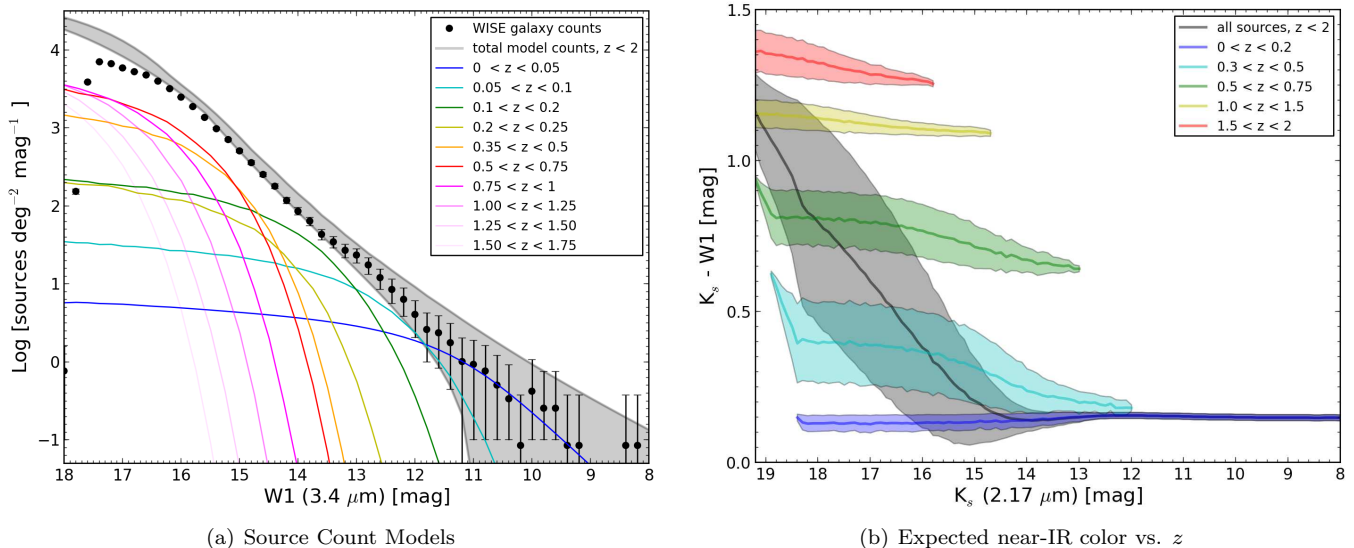 Log [sources deg⁻² mag⁻¹]
4
3
2
1
0
−1
WISE galaxy counts
total model counts, z < 2
0 < z < 0.05
0.05 < z < 0.1
0.1 < z < 0.2
0.2 < z < 0.25
0.35 < z < 0.5
0.5 < z < 0.75
0.75 < z < 1
1.00 < z < 1.25
1.25 < z < 1.50
1.50 < z < 1.75
18 17 16 15 14 13 12 11 10 9 8
W1 (3.4 μm) [mag]
(a) Source Count Models
Kₛ - W1 [mag]
1.5
1.0
0.5
0.0
all sources, z < 2
0 < z < 0.2
0.3 < z < 0.5
0.5 < z < 0.75
1.0 < z < 1.5
1.5 < z < 2
19 18 17 16 15 14 13 12 11 10 9 8
Kₛ (2.17 μm) [mag]
(b) Expected near-IR color vs. z